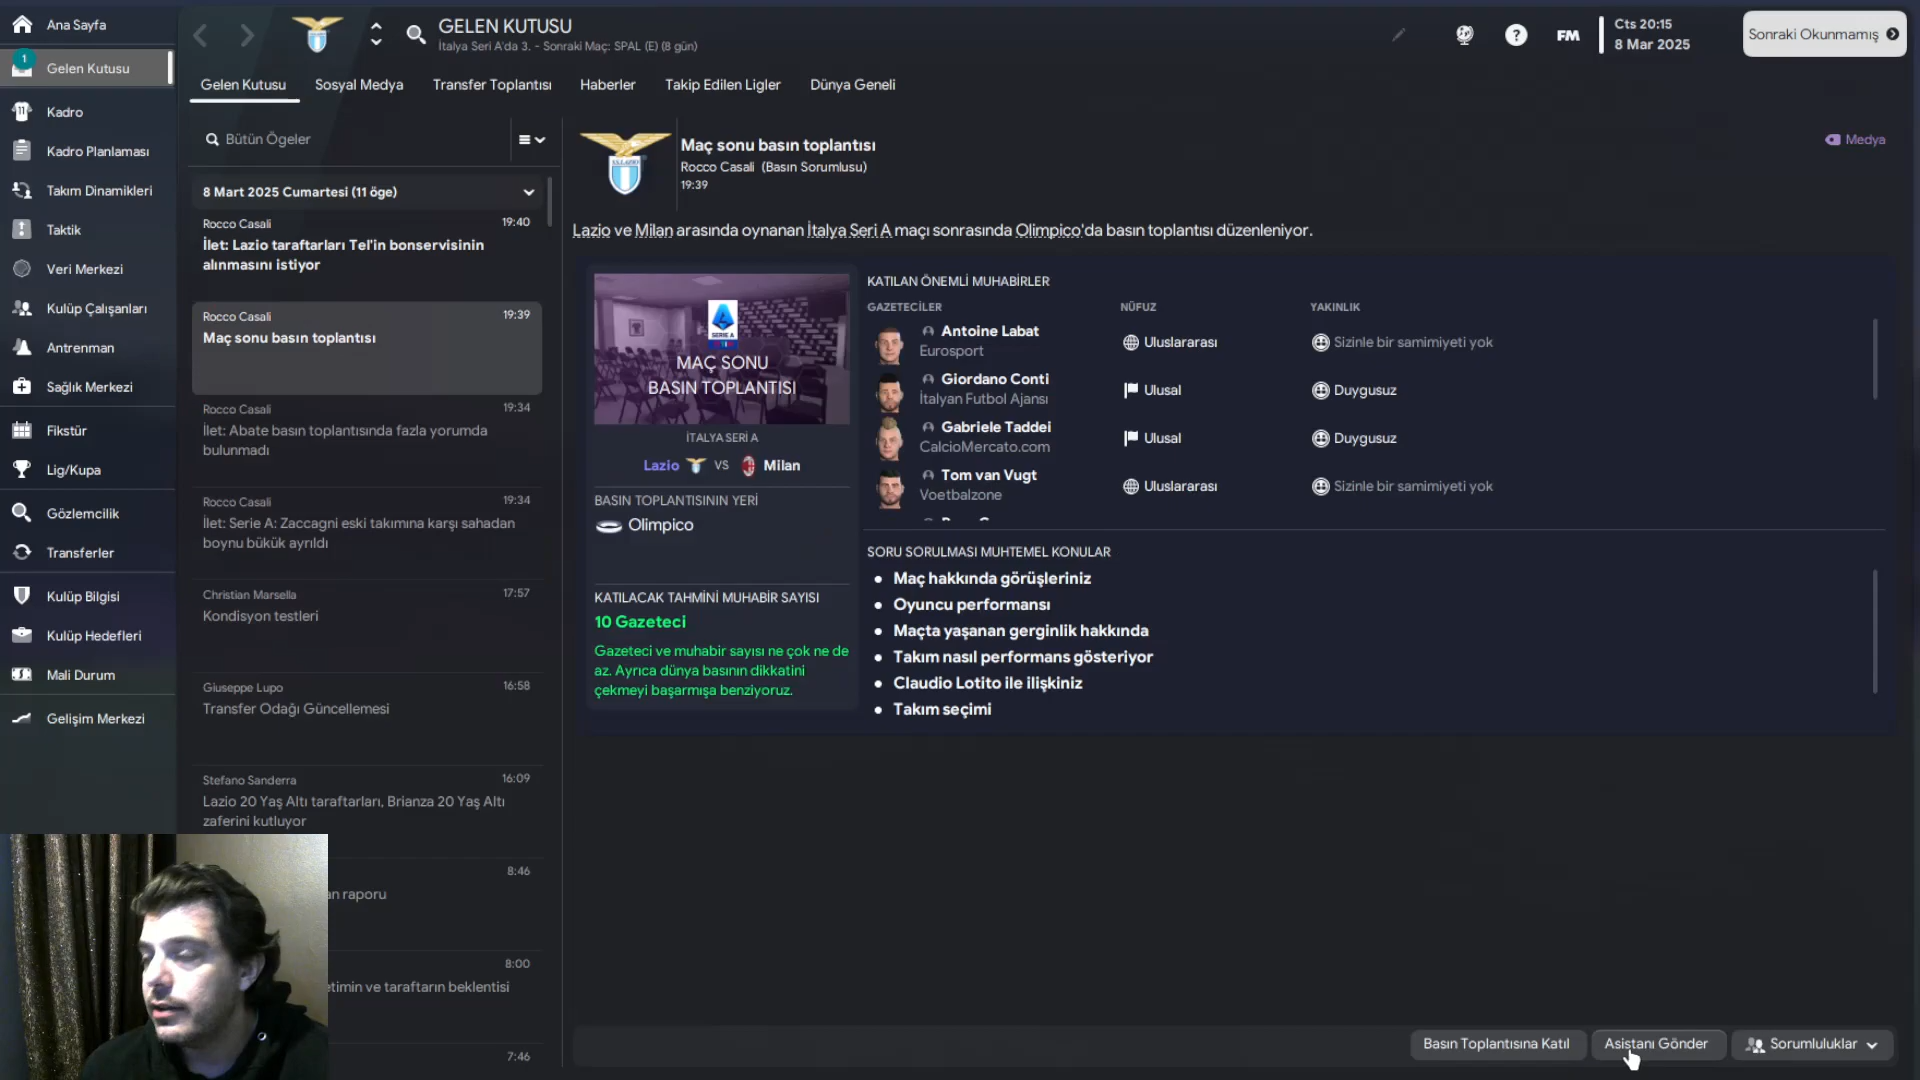 Ana Sayfa
1
Gelen Kutusu
Kadro
Kadro Planlaması
Takım Dinamikleri
Taktik
Veri Merkezi
Kulüp Çalışanları
Antrenman
Sağlık Merkezi
Fikstür
Lig/Kupa
Gözlemcilik
Transferler
Kulüp Bilgisi
Kulüp Hedefleri
Mali Durum
Gelişim Merkezi
GELEN KUTUSU
İtalya Seri A'da 3. - Sonraki Maç: SPAL (E) (8 gün)
FM
Cts 20:15
8 Mar 2025
Sonraki Okunmamış
Gelen Kutusu
Sosyal Medya
Transfer Toplantısı
Haberler
Takip Edilen Ligler
Dünya Geneli
Bütün Ögeler
8 Mart 2025 Cumartesi (11 öge)
Rocco Casali 19:40
İlet: Lazio taraftarları Tel'in bonservisinin
alınmasını istiyor
Rocco Casali 19:39
Maç sonu basın toplantısı
Rocco Casali 19:34
İlet: Abate basın toplantısında fazla yorumda
bulunmadı
Rocco Casali 19:34
İlet: Serie A: Zaccagni eski takımına karşı sahadan
boynu bükük ayrıldı
Christian Marsella 17:57
Kondisyon testleri
Giuseppe Lupo 16:58
Transfer Odağı Güncellemesi
Stefano Sanderra 16:09
Lazio 20 Yaş Altı taraftarları, Brianza 20 Yaş Altı
zaferini kutluyor
8:46
an raporu
8:00
etimin ve taraftarın beklentisi
7:46
Maç sonu basın toplantısı
Rocco Casali (Basın Sorumlusu)
19:39
Medya
Lazio ve Milan arasında oynanan İtalya Seri A maçı sonrasında Olimpico'da basın toplantısı düzenleniyor.
SERIE A
MAÇ SONU
BASIN TOPLANTISI
İTALYA SERİ A
Lazio VS Milan
BASIN TOPLANTISININ YERİ
Olimpico
KATILACAK TAHMİNİ MUHABİR SAYISI
10 Gazeteci
Gazeteci ve muhabir sayısı ne çok ne de
az. Ayrıca dünya basının dikkatini
çekmeyi başarmışa benziyoruz.
KATILAN ÖNEMLİ MUHABİRLER
GAZETECİLER NÜFUZ YAKINLIK
Antoine Labat
Eurosport
Uluslararası
Sizinle bir samimiyeti yok
Giordano Conti
İtalyan Futbol Ajansı
Ulusal
Duygusuz
Gabriele Taddei
CalcioMercato.com
Ulusal
Duygusuz
Tom van Vugt
Voetbalzone
Uluslararası
Sizinle bir samimiyeti yok
SORU SORULMASI MUHTEMEL KONULAR
Maç hakkında görüşleriniz
Oyuncu performansı
Maçta yaşanan gerginlik hakkında
Takım nasıl performans gösteriyor
Claudio Lotito ile ilişkiniz
Takım seçimi
Basın Toplantısına Katıl
Asistanı Gönder
Sorumluluklar